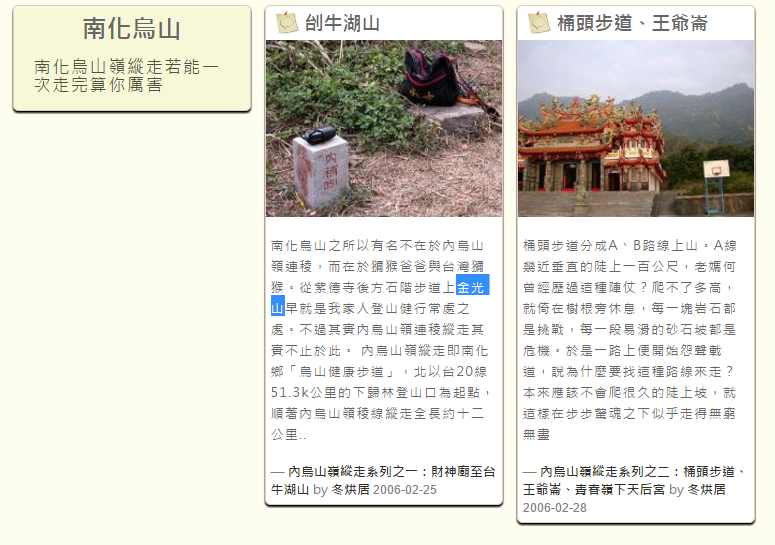 南化烏山
南化烏山嶺縱走若能一
次走完算你厲害
刣牛湖山
南化烏山之所以有名不在於內烏山
嶺連稜，而在於獼猴爸爸與台灣獼
猴。從紫德寺後方石階步道上金光
山早就是我家人登山健行常處之
處。不過其實內烏山嶺連稜縱走其
實不止於此。 內烏山嶺縱走即南化
鄉「烏山健康步道」，北以台20線
51.3k公里的下歸林登山口為起點，
順著內烏山嶺稜線縱走全長約十二
公里..
— 內烏山嶺縱走系列之一：財神廟至台
牛湖山 by 冬烘居 2006-02-25
桶頭步道、王爺崙
桶頭步道分成A、B路線上山。A線
幾近垂直的陡上一百公尺，老媽何
曾經歷過這種陣仗？爬不了多高，
就倚在樹根旁休息，每一塊岩石都
是挑戰，每一段易滑的砂石坡都是
危機。於是一路上便開始怨聲載
道，說為什麼要找這種路線來走？
本來應該不會爬很久的陡上坡，就
這樣在步步驚魂之下似乎走得無窮
無盡
— 內烏山嶺縱走系列之二：桶頭步道、
王爺崙、青春嶺下天后宮 by 冬烘居
2006-02-28